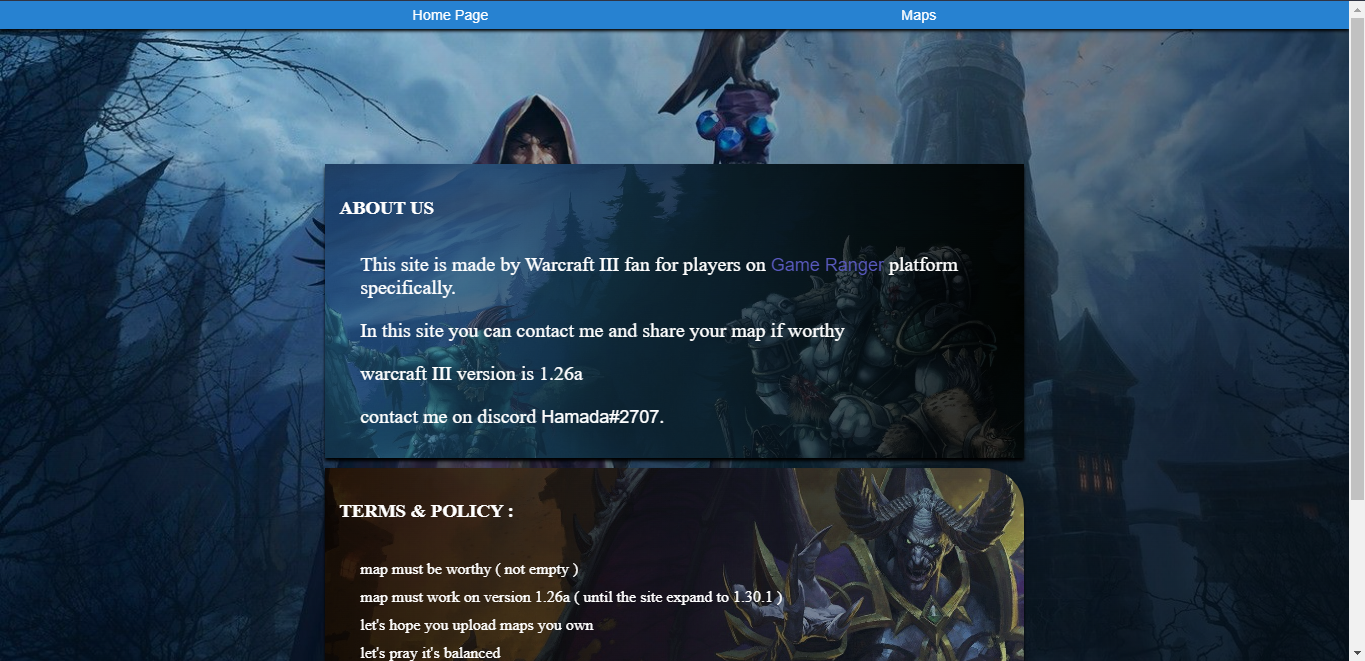 Home Page
Maps
ABOUT US
This site is made by Warcraft III fan for players on Game Ranger platform
specifically.
In this site you can contact me and share your map if worthy
warcraft III version is 1.26a
contact me on discord Hamada#2707.
TERMS & POLICY :
map must be worthy ( not empty )
map must work on version 1.26a ( until the site expand to 1.30.1 )
let's hope you upload maps you own
let's pray it's balanced